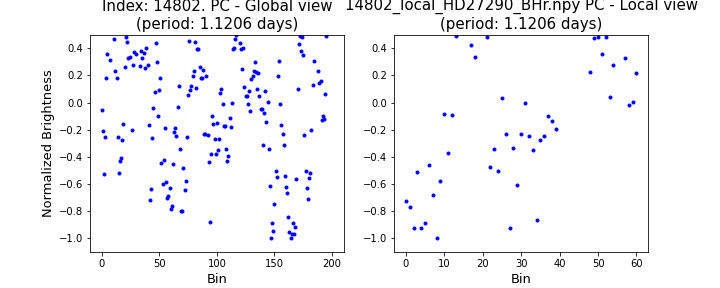 Index: 14802. PC - Global view
(period: 1.1206 days)
14802_local_HD27290_BHr.npy PC - Local view
(period: 1.1206 days)
Normalized Brightness
0.4
0.2
0.0
−0.2
−0.4
−0.6
−0.8
−1.0
0 50 100 150 200
Bin
0.4
0.2
0.0
−0.2
−0.4
−0.6
−0.8
−1.0
0 10 20 30 40 50 60
Bin